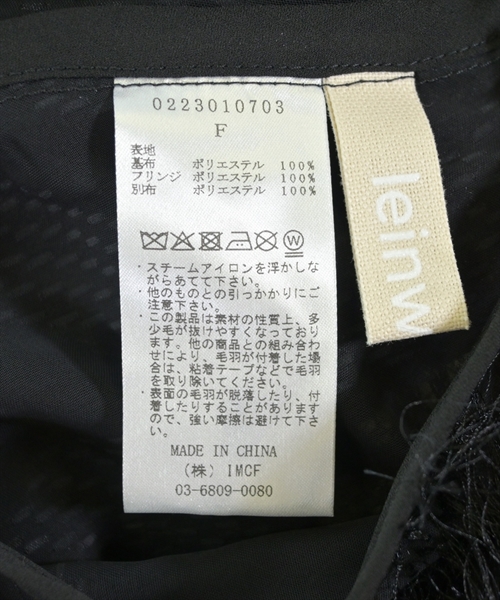 0223010703
F
表地
基布 ポリエステル 100%
フリンジ ポリエステル 100%
別布 ポリエステル 100%
W
・スチームアイロンを浮かしな
がらあてて下さい。
・他のものとの引っかかりにご
注意下さい。
・この製品は素材の性質上、多
少毛が抜けやすくなっており
ます。他の商品との組み合わ
せにより、毛羽が付着した場
合は、粘着テープなどで毛羽
を取り除いてください。
・表面の毛羽が脱落したり、付
着したりすることがあります
ので、強い摩擦は避けて下さ
い。
MADE IN CHINA
(株) IMCF
03-6809-0080
leinw